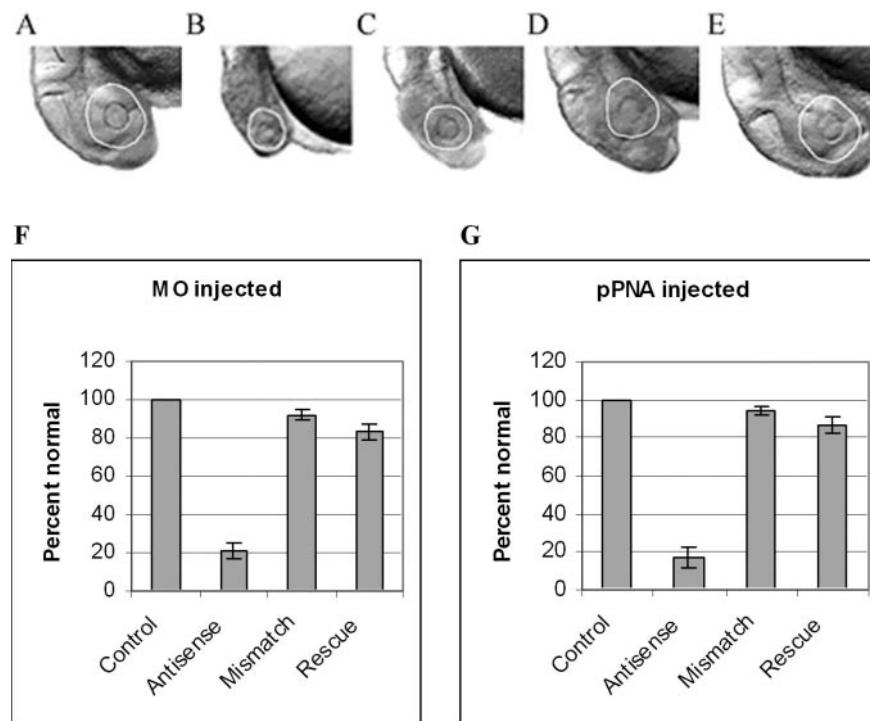 A B C D E
F G
MO injected
Percent normal
120
100
80
60
40
20
0
Control
Antisense
Mismatch
Rescue
pPNA injected
Percent normal
120
100
80
60
40
20
0
Control
Antisense
Mismatch
Rescue